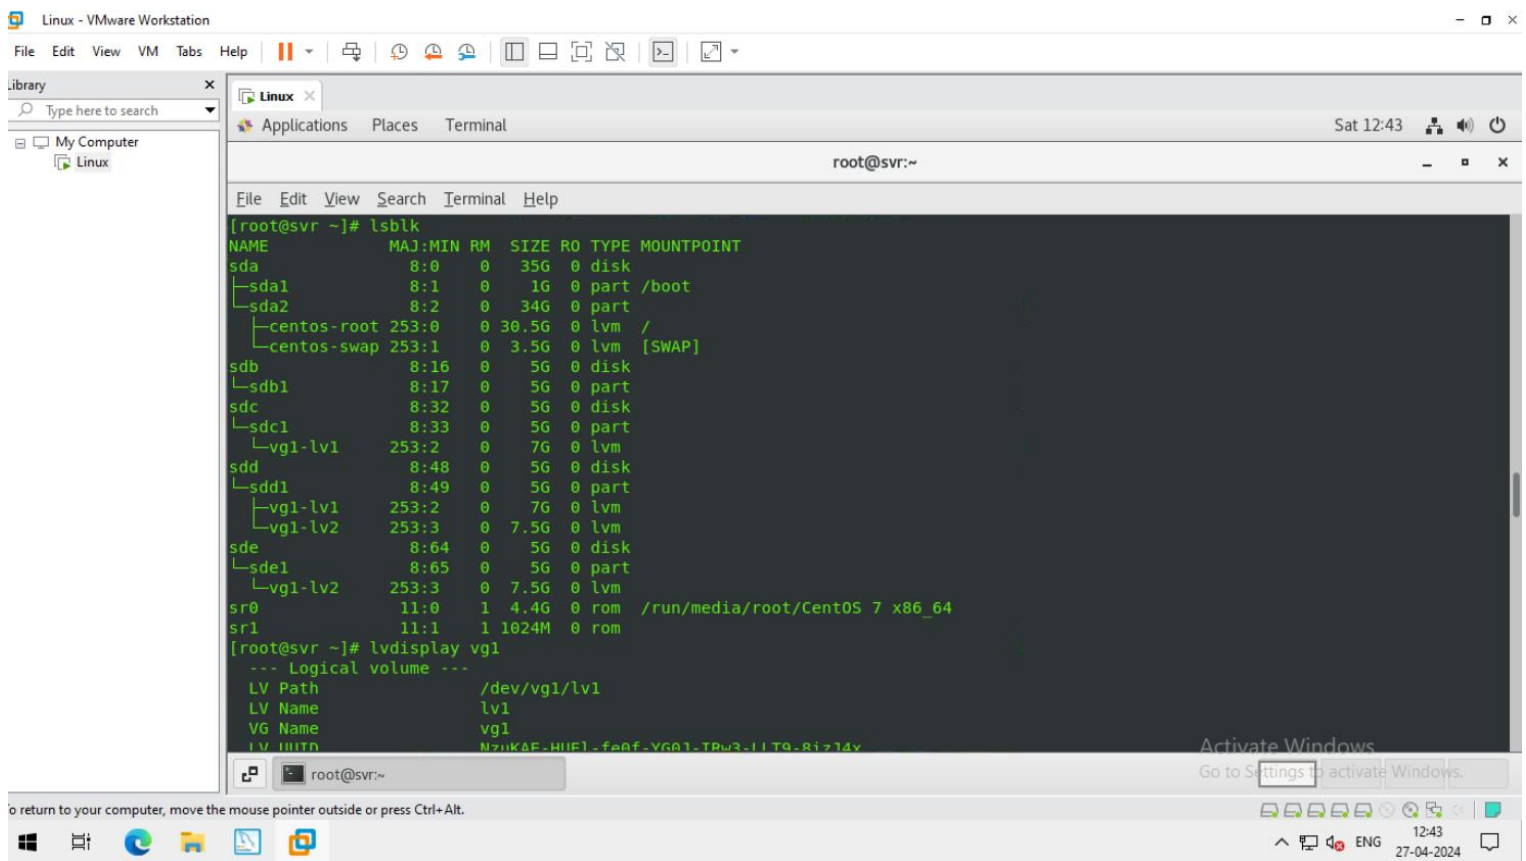 Linux - VMware Workstation
File Edit View VM Tabs Help
Library
Type here to search
My Computer
Linux
Linux
Applications Places Terminal
Sat 12:43
root@svr:~
File Edit View Search Terminal Help
[root@svr ~]# lsblk
NAME MAJ:MIN RM SIZE RO TYPE MOUNTPOINT
sda 8:0 0 35G 0 disk
├─sda1 8:1 0 1G 0 part /boot
└─sda2 8:2 0 34G 0 part
├─centos-root 253:0 0 30.5G 0 lvm /
└─centos-swap 253:1 0 3.5G 0 lvm [SWAP]
sdb 8:16 0 5G 0 disk
└─sdb1 8:17 0 5G 0 part
sdc 8:32 0 5G 0 disk
└─sdc1 8:33 0 5G 0 part
└─vg1-lv1 253:2 0 7G 0 lvm
sdd 8:48 0 5G 0 disk
└─sdd1 8:49 0 5G 0 part
├─vg1-lv1 253:2 0 7G 0 lvm
└─vg1-lv2 253:3 0 7.5G 0 lvm
sde 8:64 0 5G 0 disk
└─sde1 8:65 0 5G 0 part
└─vg1-lv2 253:3 0 7.5G 0 lvm
sr0 11:0 1 4.4G 0 rom /run/media/root/CentOS 7 x86_64
sr1 11:1 1 1024M 0 rom
[root@svr ~]# lvdisplay vg1
--- Logical volume ---
LV Path /dev/vg1/lv1
LV Name lv1
VG Name vg1
LV UUID
Activate Windows
Go to Settings to activate Windows.
root@svr:~
To return to your computer, move the mouse pointer outside or press Ctrl+Alt.
ENG
12:43
27-04-2024